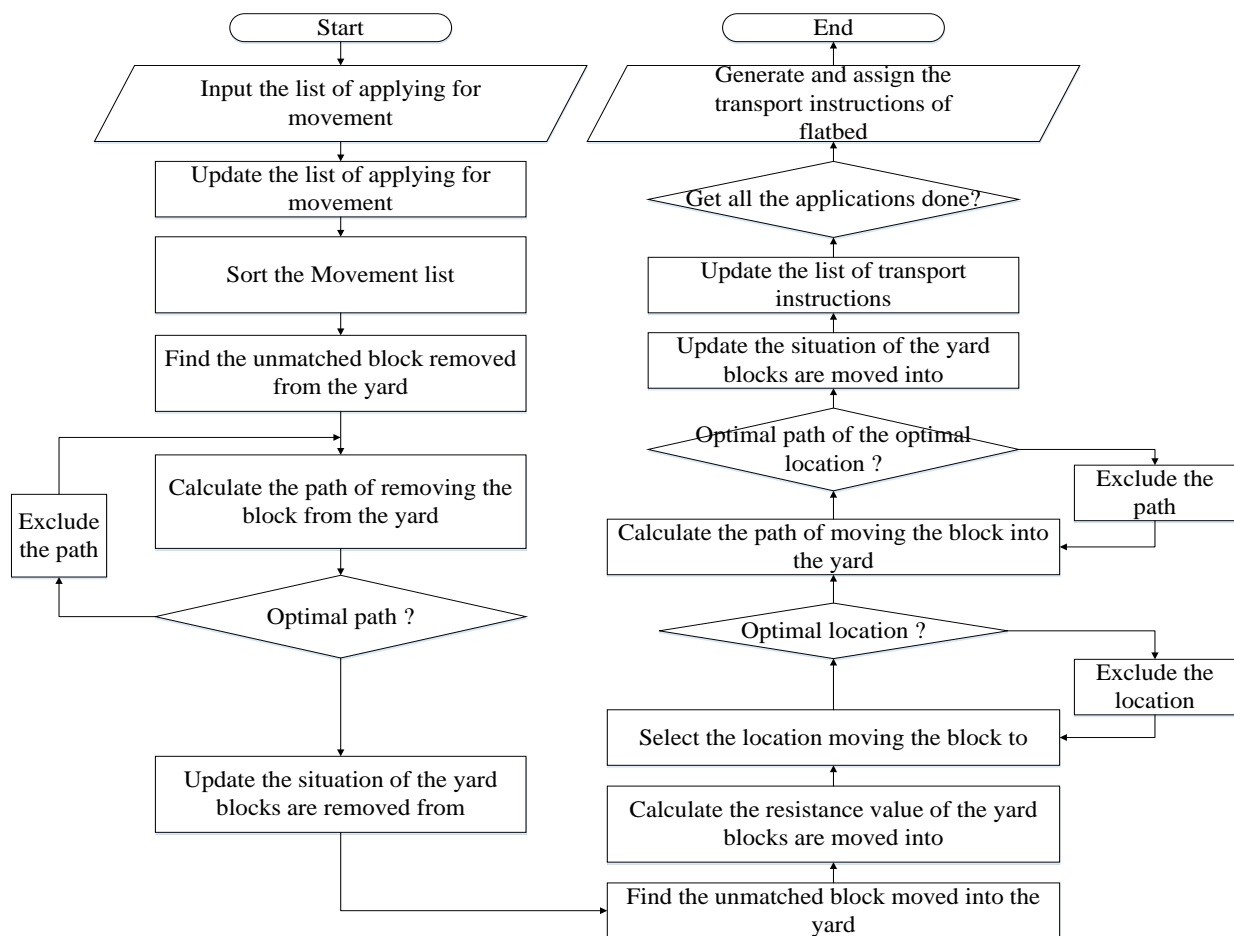 Start
Input the list of applying for
movement
Update the list of applying for
movement
Sort the Movement list
Find the unmatched block removed
from the yard
Calculate the path of removing the
block from the yard
Exclude
the path
Optimal path ?
Update the situation of the yard
blocks are removed from
End
Generate and assign the
transport instructions of
flatbed
Get all the applications done?
Update the list of transport
instructions
Update the situation of the yard
blocks are moved into
Optimal path of the optimal
location ?
Exclude the
path
Calculate the path of moving the block into
the yard
Optimal location ?
Exclude the
location
Select the location moving the block to
Calculate the resistance value of the yard
blocks are moved into
Find the unmatched block moved into the
yard